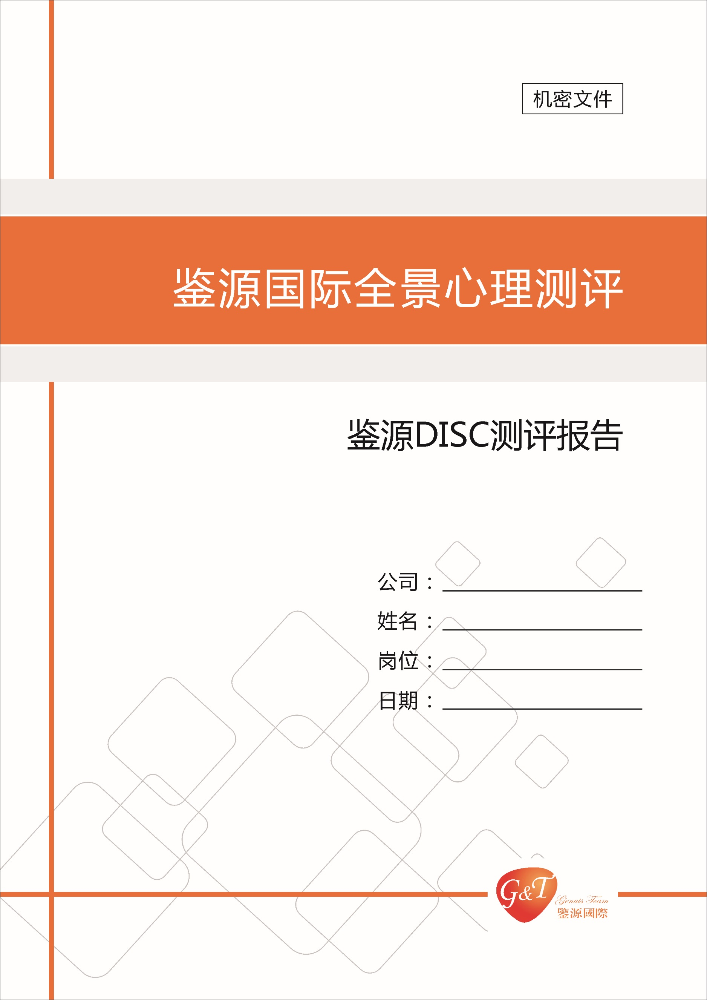 机密文件
鉴源国际全景心理测评
鉴源DISC测评报告
公司：
姓名：
岗位：
日期：
G&T
Genuis Team
鑒源國際